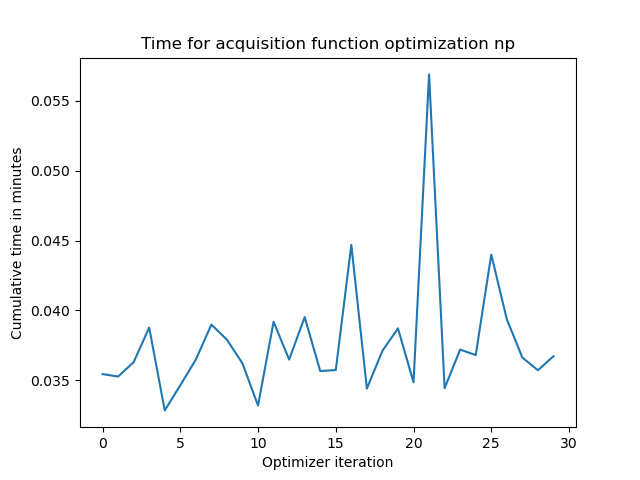 Time for acquisition function optimization np
Cumulative time in minutes
0.055
0.050
0.045
0.040
0.035
0 5 10 15 20 25 30
Optimizer iteration